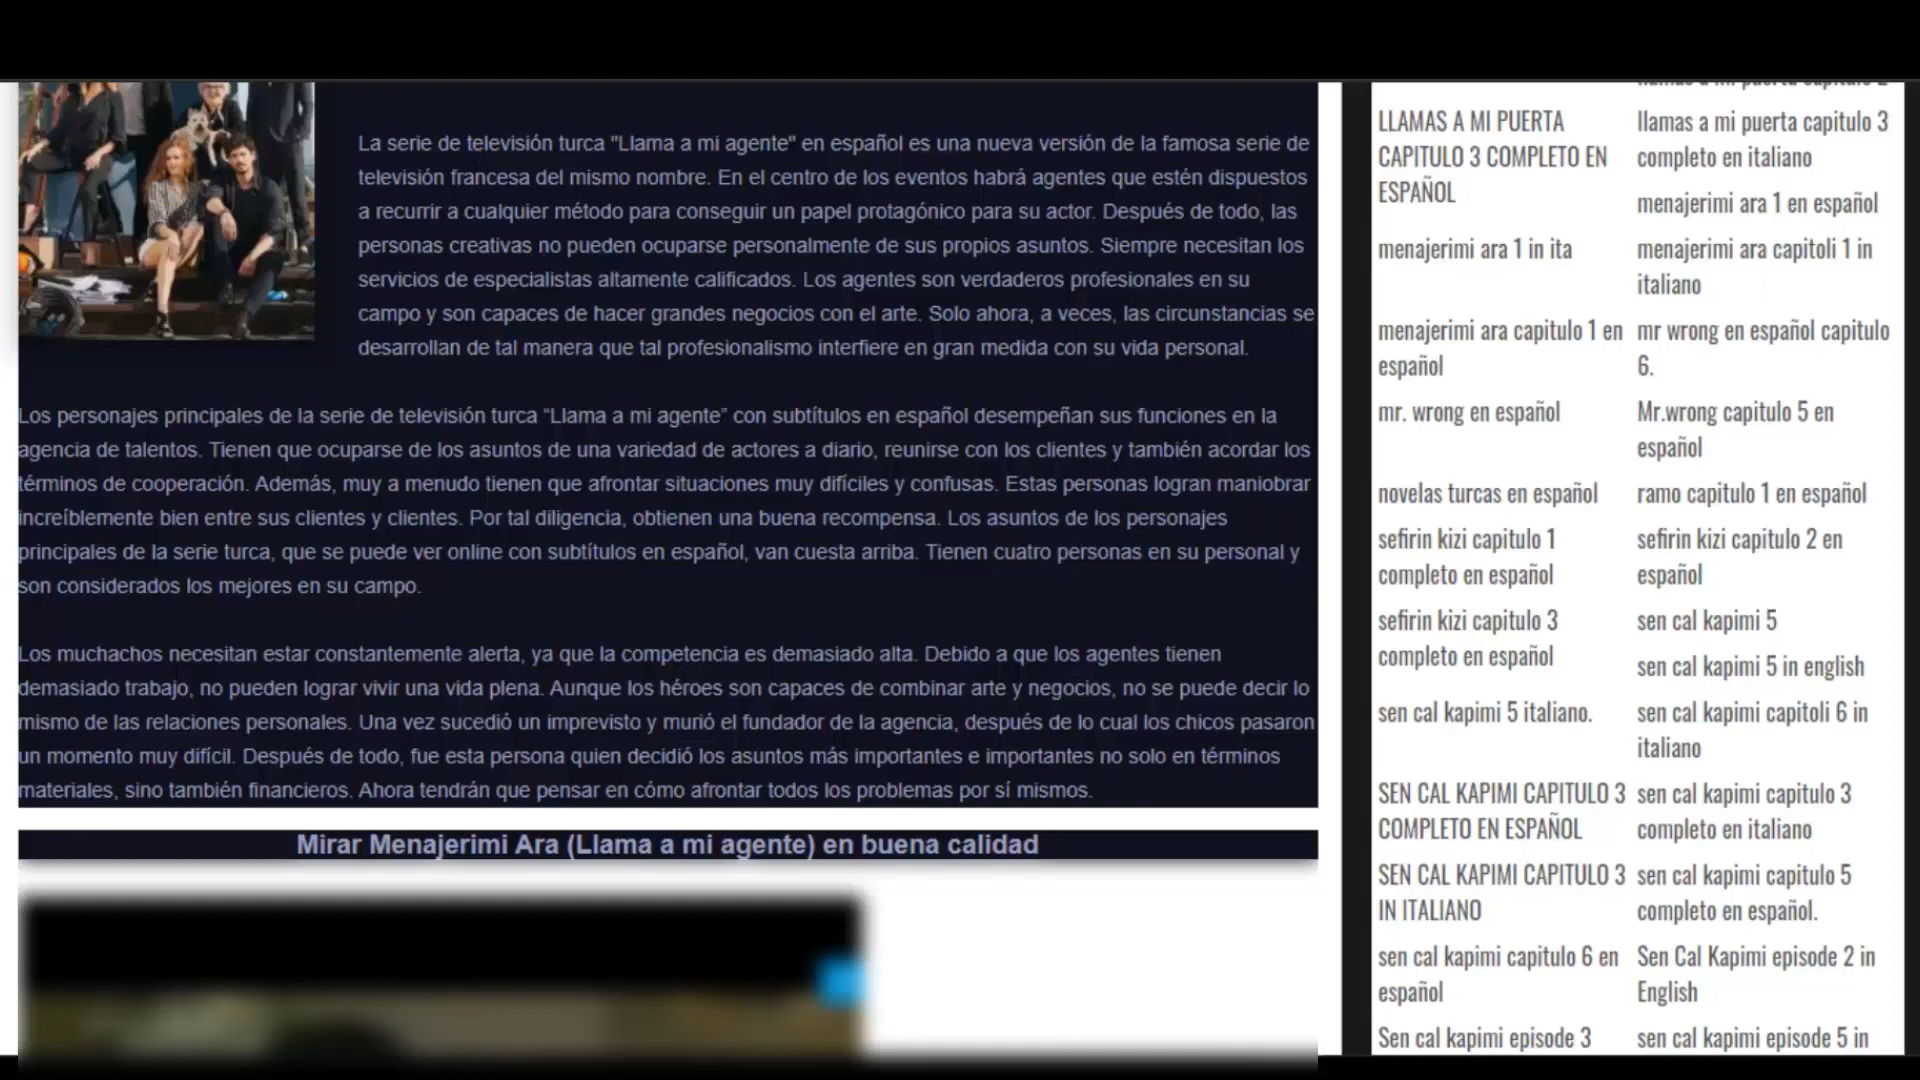 La serie de televisión turca "Llama a mi agente" en español es una nueva versión de la famosa serie de
televisión francesa del mismo nombre. En el centro de los eventos habrá agentes que estén dispuestos
a recurrir a cualquier método para conseguir un papel protagónico para su actor. Después de todo, las
personas creativas no pueden ocuparse personalmente de sus propios asuntos. Siempre necesitan los
servicios de especialistas altamente calificados. Los agentes son verdaderos profesionales en su
campo y son capaces de hacer grandes negocios con el arte. Solo ahora, a veces, las circunstancias se
desarrollan de tal manera que tal profesionalismo interfiere en gran medida con su vida personal.
Los personajes principales de la serie de televisión turca “Llama a mi agente” con subtítulos en español desempeñan sus funciones en la
agencia de talentos. Tienen que ocuparse de los asuntos de una variedad de actores a diario, reunirse con los clientes y también acordar los
términos de cooperación. Además, muy a menudo tienen que afrontar situaciones muy difíciles y confusas. Estas personas logran maniobrar
increíblemente bien entre sus clientes y clientes. Por tal diligencia, obtienen una buena recompensa. Los asuntos de los personajes
principales de la serie turca, que se puede ver online con subtítulos en español, van cuesta arriba. Tienen cuatro personas en su personal y
son considerados los mejores en su campo.
Los muchachos necesitan estar constantemente alerta, ya que la competencia es demasiado alta. Debido a que los agentes tienen
demasiado trabajo, no pueden lograr vivir una vida plena. Aunque los héroes son capaces de combinar arte y negocios, no se puede decir lo
mismo de las relaciones personales. Una vez sucedió un imprevisto y murió el fundador de la agencia, después de lo cual los chicos pasaron
un momento muy difícil. Después de todo, fue esta persona quien decidió los asuntos más importantes e importantes no solo en términos
materiales, sino también financieros. Ahora tendrán que pensar en cómo afrontar todos los problemas por sí mismos.
Mirar Menajerimi Ara (Llama a mi agente) en buena calidad
LLAMAS A MI PUERTA
CAPITULO 3 COMPLETO EN
ESPAÑOL
llamas a mi puerta capitulo 3
completo en italiano
menajerimi ara 1 en español
menajerimi ara 1 in ita
menajerimi ara capitoli 1 in
italiano
menajerimi ara capitulo 1 en
español
mr wrong en español capitulo
6.
mr. wrong en español
Mr.wrong capitulo 5 en
español
novelas turcas en español
ramo capitulo 1 en español
sefirin kizi capitulo 1
completo en español
sefirin kizi capitulo 2 en
español
sefirin kizi capitulo 3
completo en español
sen cal kapimi 5
sen cal kapimi 5 in english
sen cal kapimi 5 italiano.
sen cal kapimi capitoli 6 in
italiano
SEN CAL KAPIMI CAPITULO 3
COMPLETO EN ESPAÑOL
sen cal kapimi capitulo 3
completo en italiano
SEN CAL KAPIMI CAPITULO 3
IN ITALIANO
sen cal kapimi capitulo 5
completo en español.
sen cal kapimi capitulo 6 en
español
Sen Cal Kapimi episode 2 in
English
Sen cal kapimi episode 3
sen cal kapimi episode 5 in